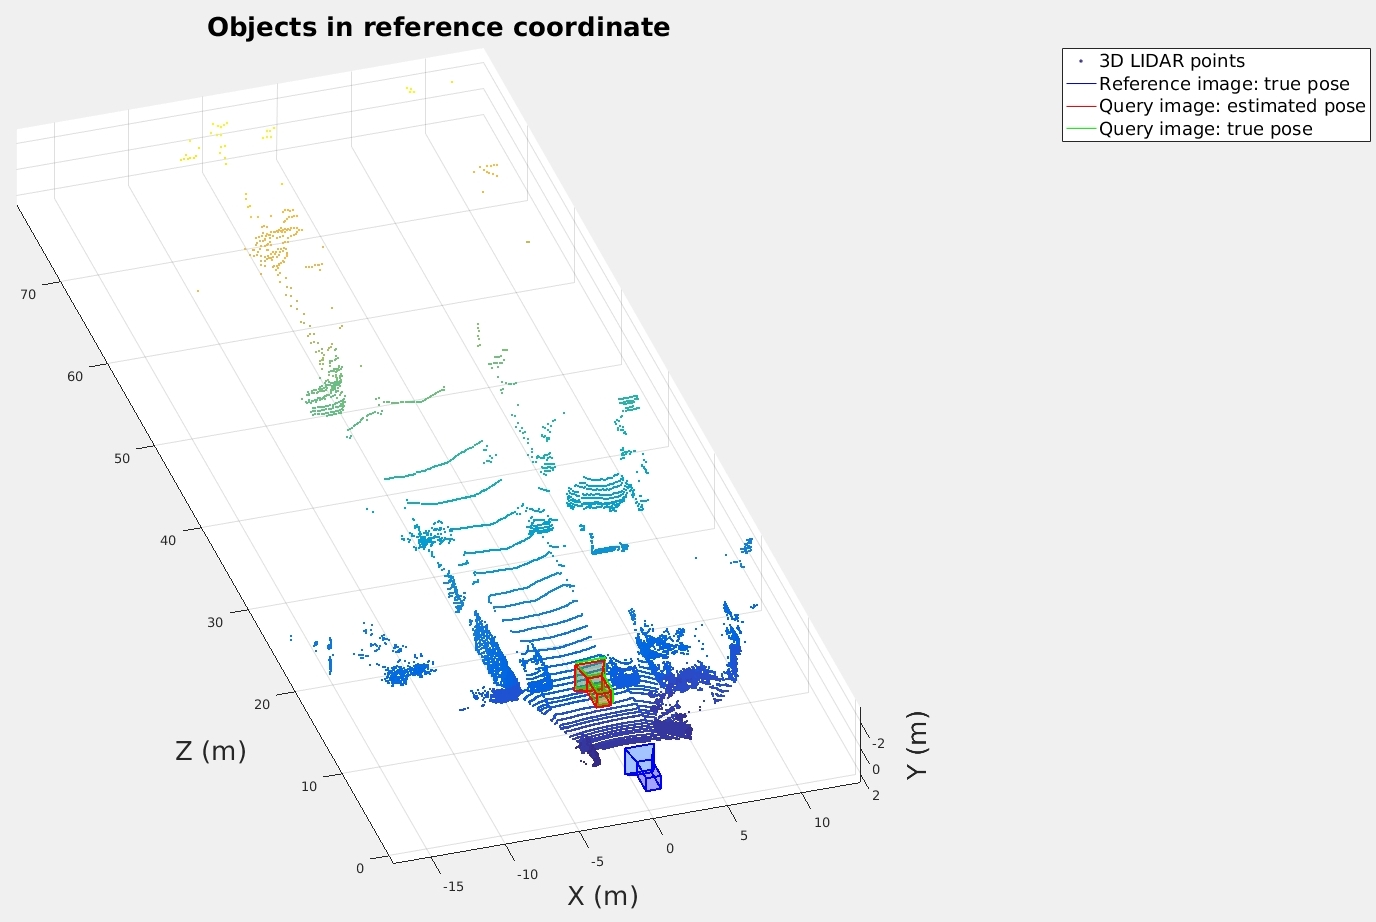 Objects in reference coordinate
3D LIDAR points
Reference image: true pose
Query image: estimated pose
Query image: true pose
70
60
50
40
30
20
10
0
Z (m)
-15
-10
-5
0
5
10
X (m)
-2
0
2
Y (m)